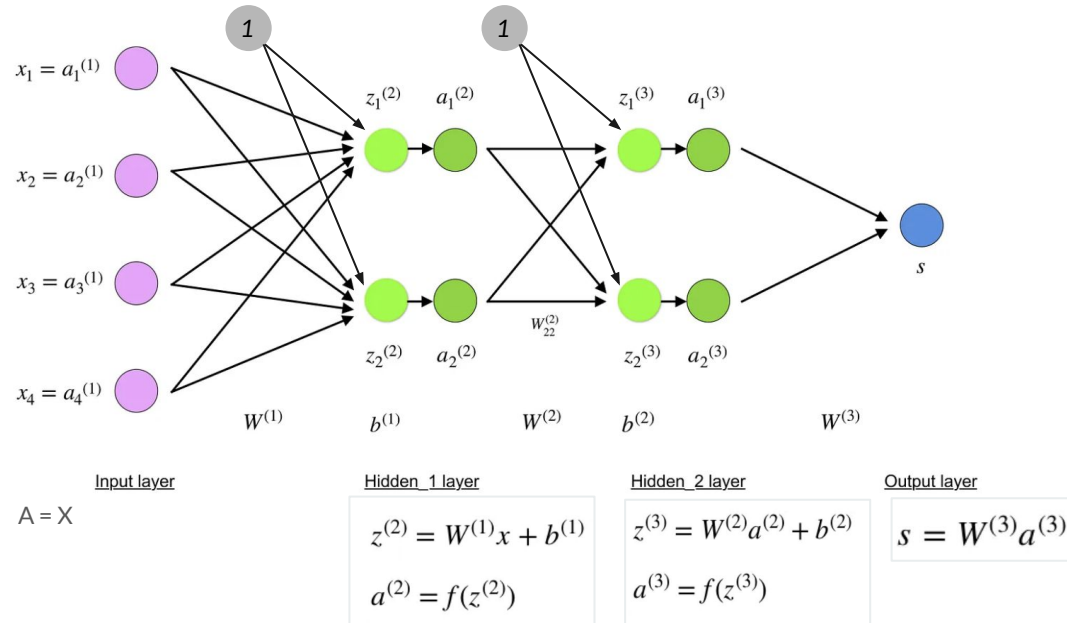 1 1
x₁ = a₁⁽¹⁾
z₁⁽²⁾ a₁⁽²⁾ z₁⁽³⁾ a₁⁽³⁾
x₂ = a₂⁽¹⁾
s
x₃ = a₃⁽¹⁾
W₂₂⁽²⁾
z₂⁽²⁾ a₂⁽²⁾ z₂⁽³⁾ a₂⁽³⁾
x₄ = a₄⁽¹⁾
W⁽¹⁾ b⁽¹⁾ W⁽²⁾ b⁽²⁾ W⁽³⁾
Input layer Hidden_1 layer Hidden_2 layer Output layer
A = X
z⁽²⁾ = W⁽¹⁾x + b⁽¹⁾
a⁽²⁾ = f(z⁽²⁾)
z⁽³⁾ = W⁽²⁾a⁽²⁾ + b⁽²⁾
a⁽³⁾ = f(z⁽³⁾)
s = W⁽³⁾a⁽³⁾